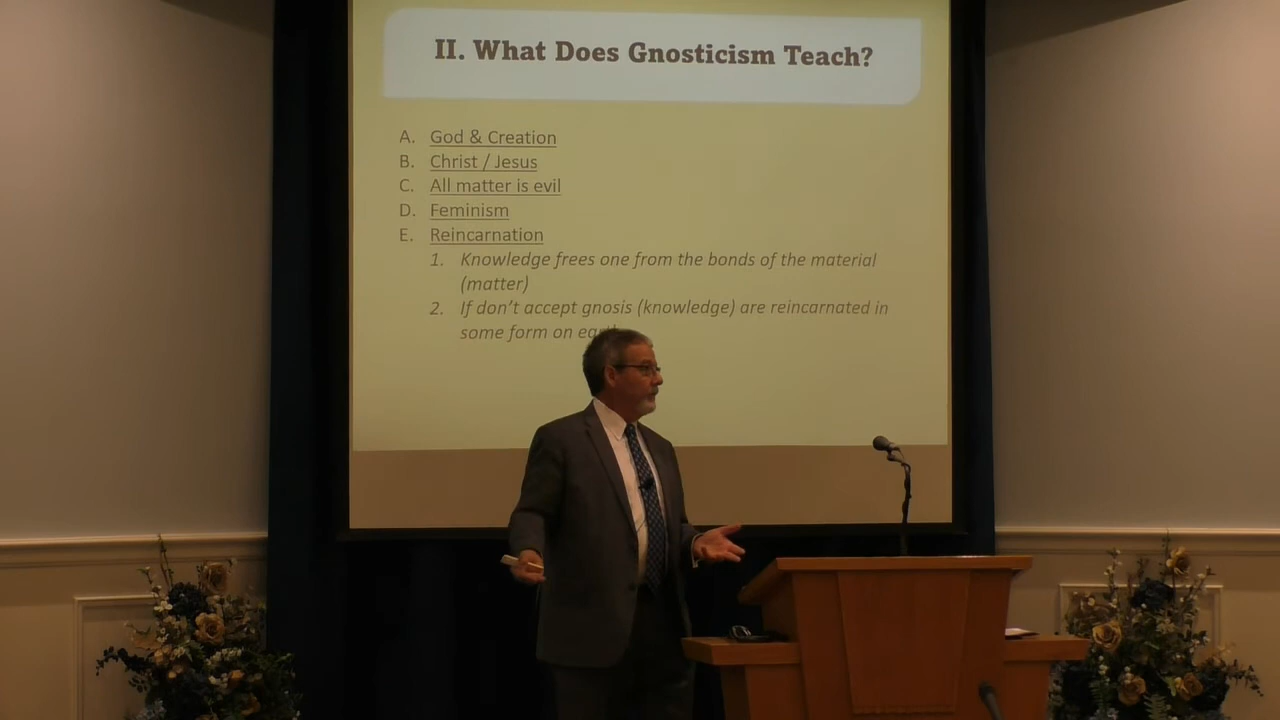 II. What Does Gnosticism Teach?
A. God & Creation
B. Christ / Jesus
C. All matter is evil
D. Feminism
E. Reincarnation
1. Knowledge frees one from the bonds of the material
(matter)
2. If don't accept gnosis (knowledge) are reincarnated in
some form on